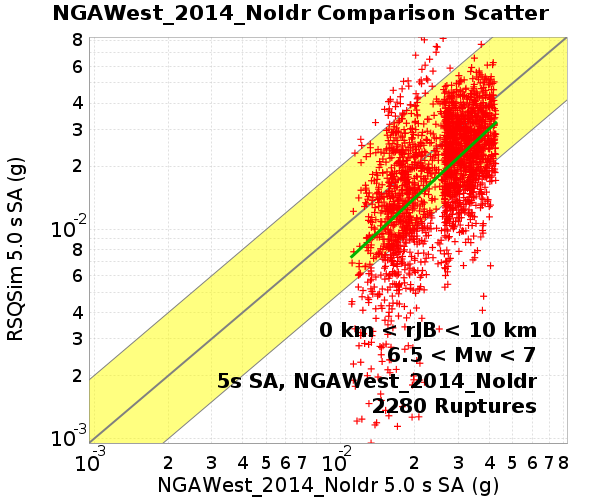 NGAWest_2014_NoIdr Comparison Scatter
RSQSim 5.0 s SA (g)
8
6
4
3
2
10-2
8
6
4
3
2
10-3
0 km < rJB < 10 km
6.5 < Mw < 7
5s SA, NGAWest_2014_NoIdr
2280 Ruptures
10-3 2 3 4 5 6 7 10-2 2 3 4 5 6 7 8
NGAWest_2014_NoIdr 5.0 s SA (g)